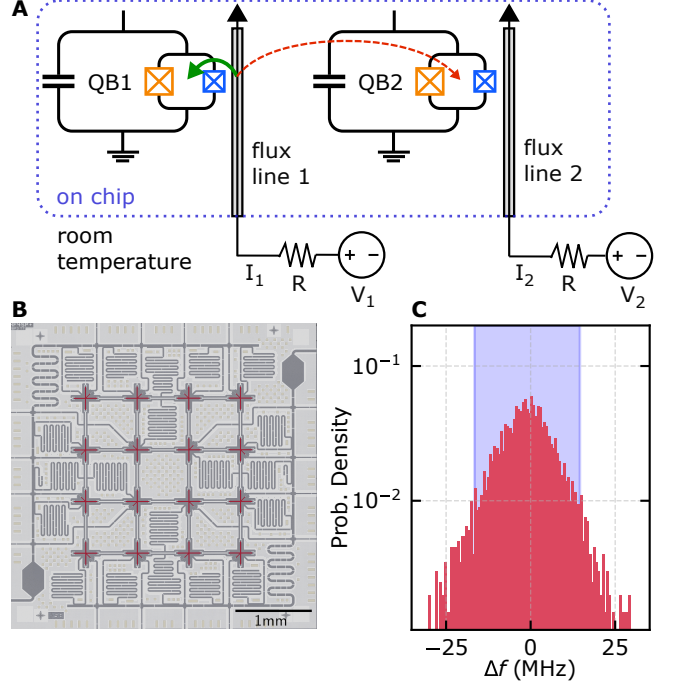 A
QB1
QB2
flux
line 1
flux
line 2
on chip
room
temperature
I₁
R
V₁
I₂
R
V₂
+ −
+ −
B
1mm
C
Prob. Density
10⁻¹
10⁻²
−25
0
25
Δf (MHz)